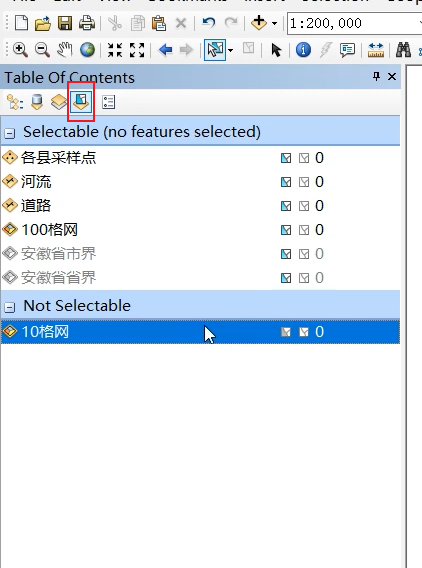 1:200,000
Table Of Contents
Selectable (no features selected)
各县采样点 0
河流 0
道路 0
100格网 0
安徽省市界 0
安徽省省界 0
Not Selectable
10格网 0